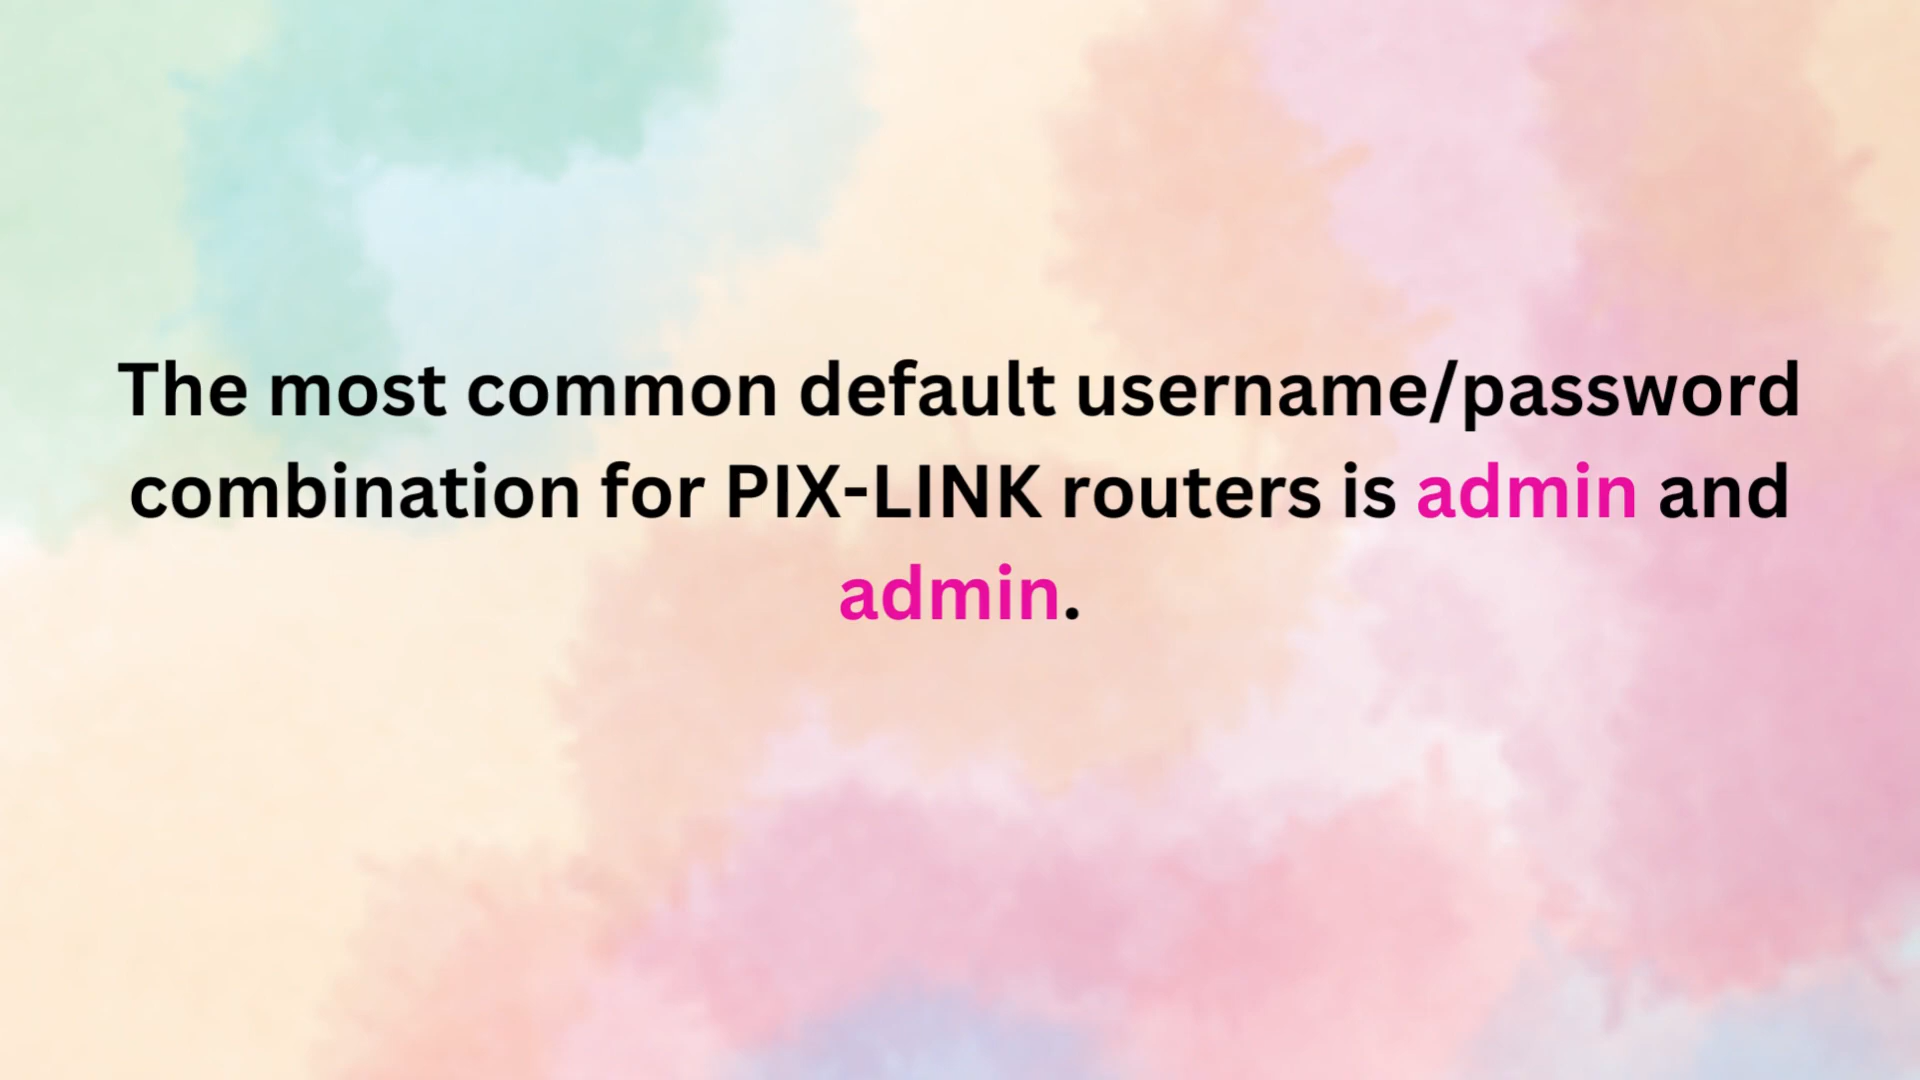 The most common default username/password
combination for PIX-LINK routers is admin and
admin.